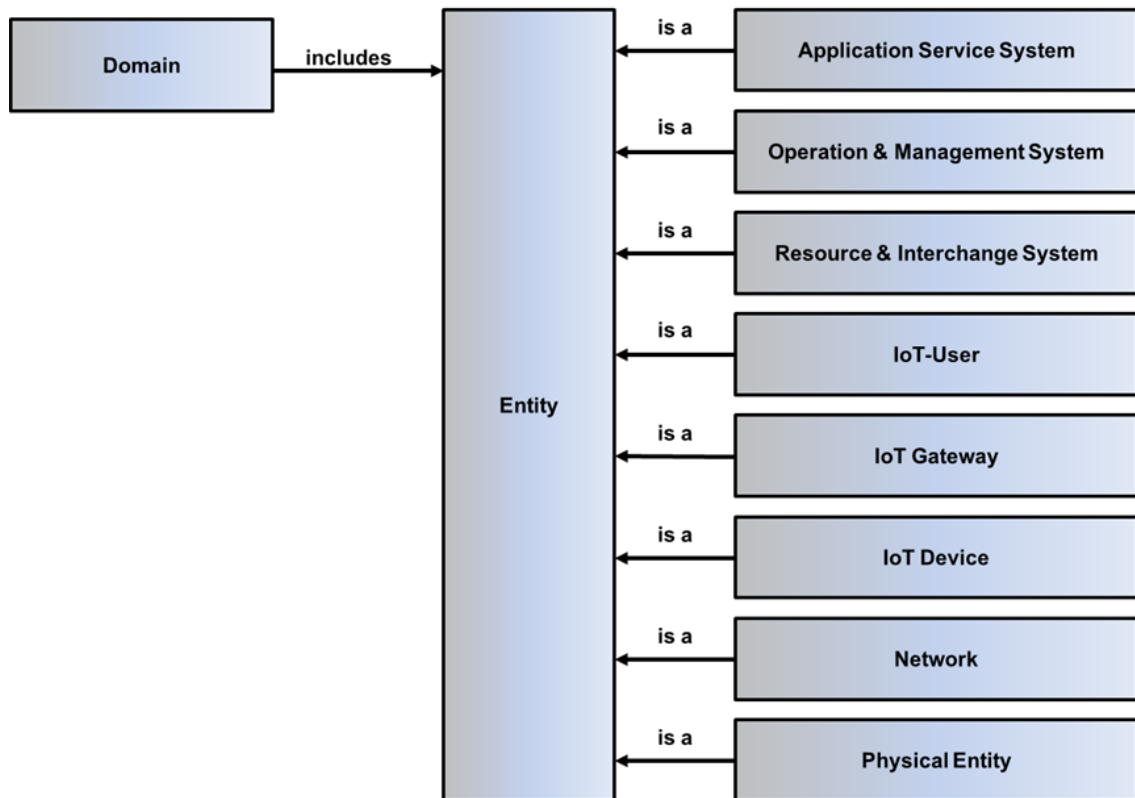 Domain
includes
Entity
is a
Application Service System
is a
Operation & Management System
is a
Resource & Interchange System
is a
IoT-User
is a
IoT Gateway
is a
IoT Device
is a
Network
is a
Physical Entity